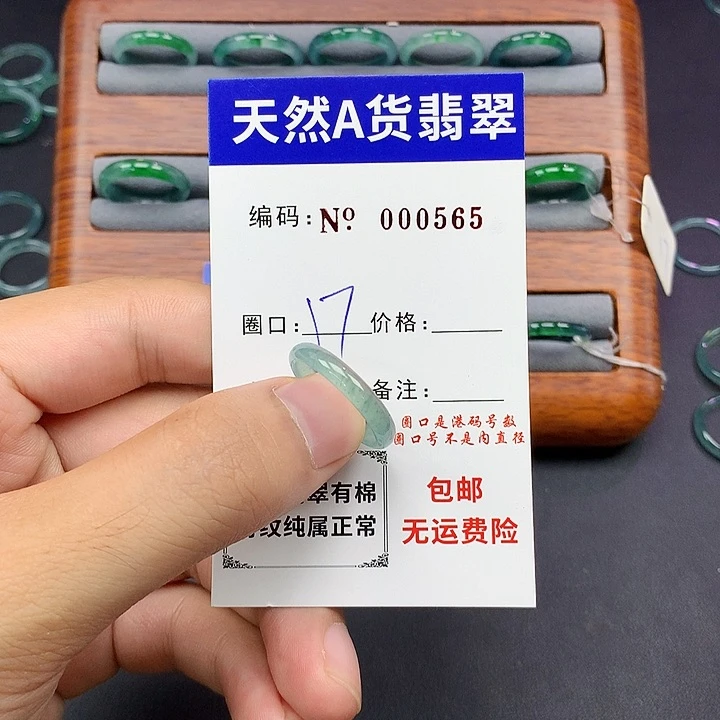 天然A货翡翠
编码:Nº 000565
圈口:17 价格:
备注:
圈口是港码号数
圈口号不是内直径
翠有棉
纹纯属正常
包邮
无运费险